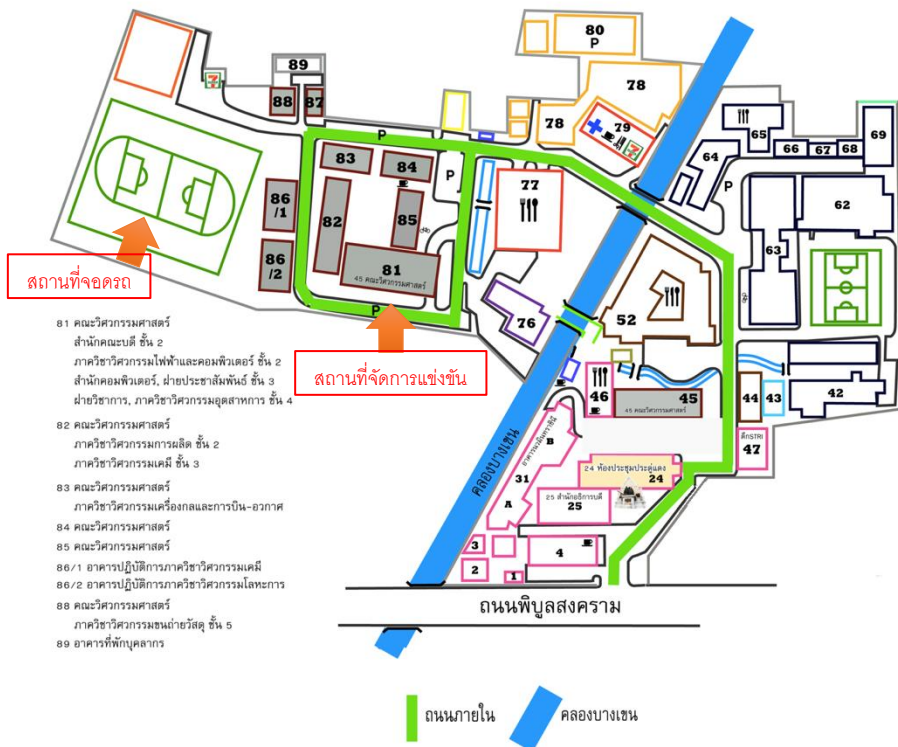 80
P
89
7
88
87
78
78
79
7
P
83
84
P
65
69
66
67
68
64
P
86
/1
82
85
77
62
63
86
/2
81
45 คณะวิศวกรรมศาสตร์
สถานที่จอดรถ
P
76
52
สถานที่จัดการแข่งขัน
46
45
45 คณะวิศวกรรมศาสตร์
44
43
42
ตึกSTRI
47
คลองบางเขน
อาคารนวมินทราชินี
B
31
A
24 ห้องประชุมประดู่แดง
24
25 สำนักอธิการบดี
25
3
2
1
4
ถนนพิบูลสงคราม
81 คณะวิศวกรรมศาสตร์
สำนักคณะบดี ชั้น 2
ภาควิชาวิศวกรรมไฟฟ้าและคอมพิวเตอร์ ชั้น 2
สำนักคอมพิวเตอร์, ฝ่ายประชาสัมพันธ์ ชั้น 3
ฝ่ายวิชาการ, ภาควิชาวิศวกรรมอุตสาหการ ชั้น 4
82 คณะวิศวกรรมศาสตร์
ภาควิชาวิศวกรรมการผลิต ชั้น 2
ภาควิชาวิศวกรรมเคมี ชั้น 3
83 คณะวิศวกรรมศาสตร์
ภาควิชาวิศวกรรมเครื่องกลและการบิน-อวกาศ
84 คณะวิศวกรรมศาสตร์
85 คณะวิศวกรรมศาสตร์
86/1 อาคารปฏิบัติการภาควิชาวิศวกรรมเคมี
86/2 อาคารปฏิบัติการภาควิชาวิศวกรรมโลหะการ
88 คณะวิศวกรรมศาสตร์
ภาควิชาวิศวกรรมขนถ่ายวัสดุ ชั้น 5
89 อาคารที่พักบุคลากร
ถนนภายใน
คลองบางเขน